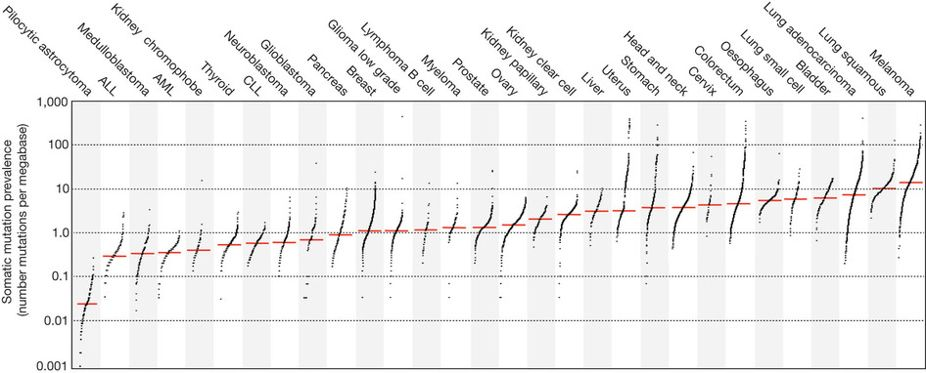 Pilocytic astrocytoma
ALL
Medulloblastoma
AML
Kidney chromophobe
Thyroid
CLL
Neuroblastoma
Glioblastoma
Pancreas
Breast
Glioma low grade
Lymphoma B cell
Myeloma
Prostate
Ovary
Kidney papillary
Kidney clear cell
Liver
Uterus
Stomach
Head and neck
Cervix
Colorectum
Oesophagus
Lung small cell
Bladder
Lung adenocarcinoma
Lung squamous
Melanoma
Somatic mutation prevalence
(number mutations per megabase)
1,000
100
10
1.0
0.1
0.01
0.001